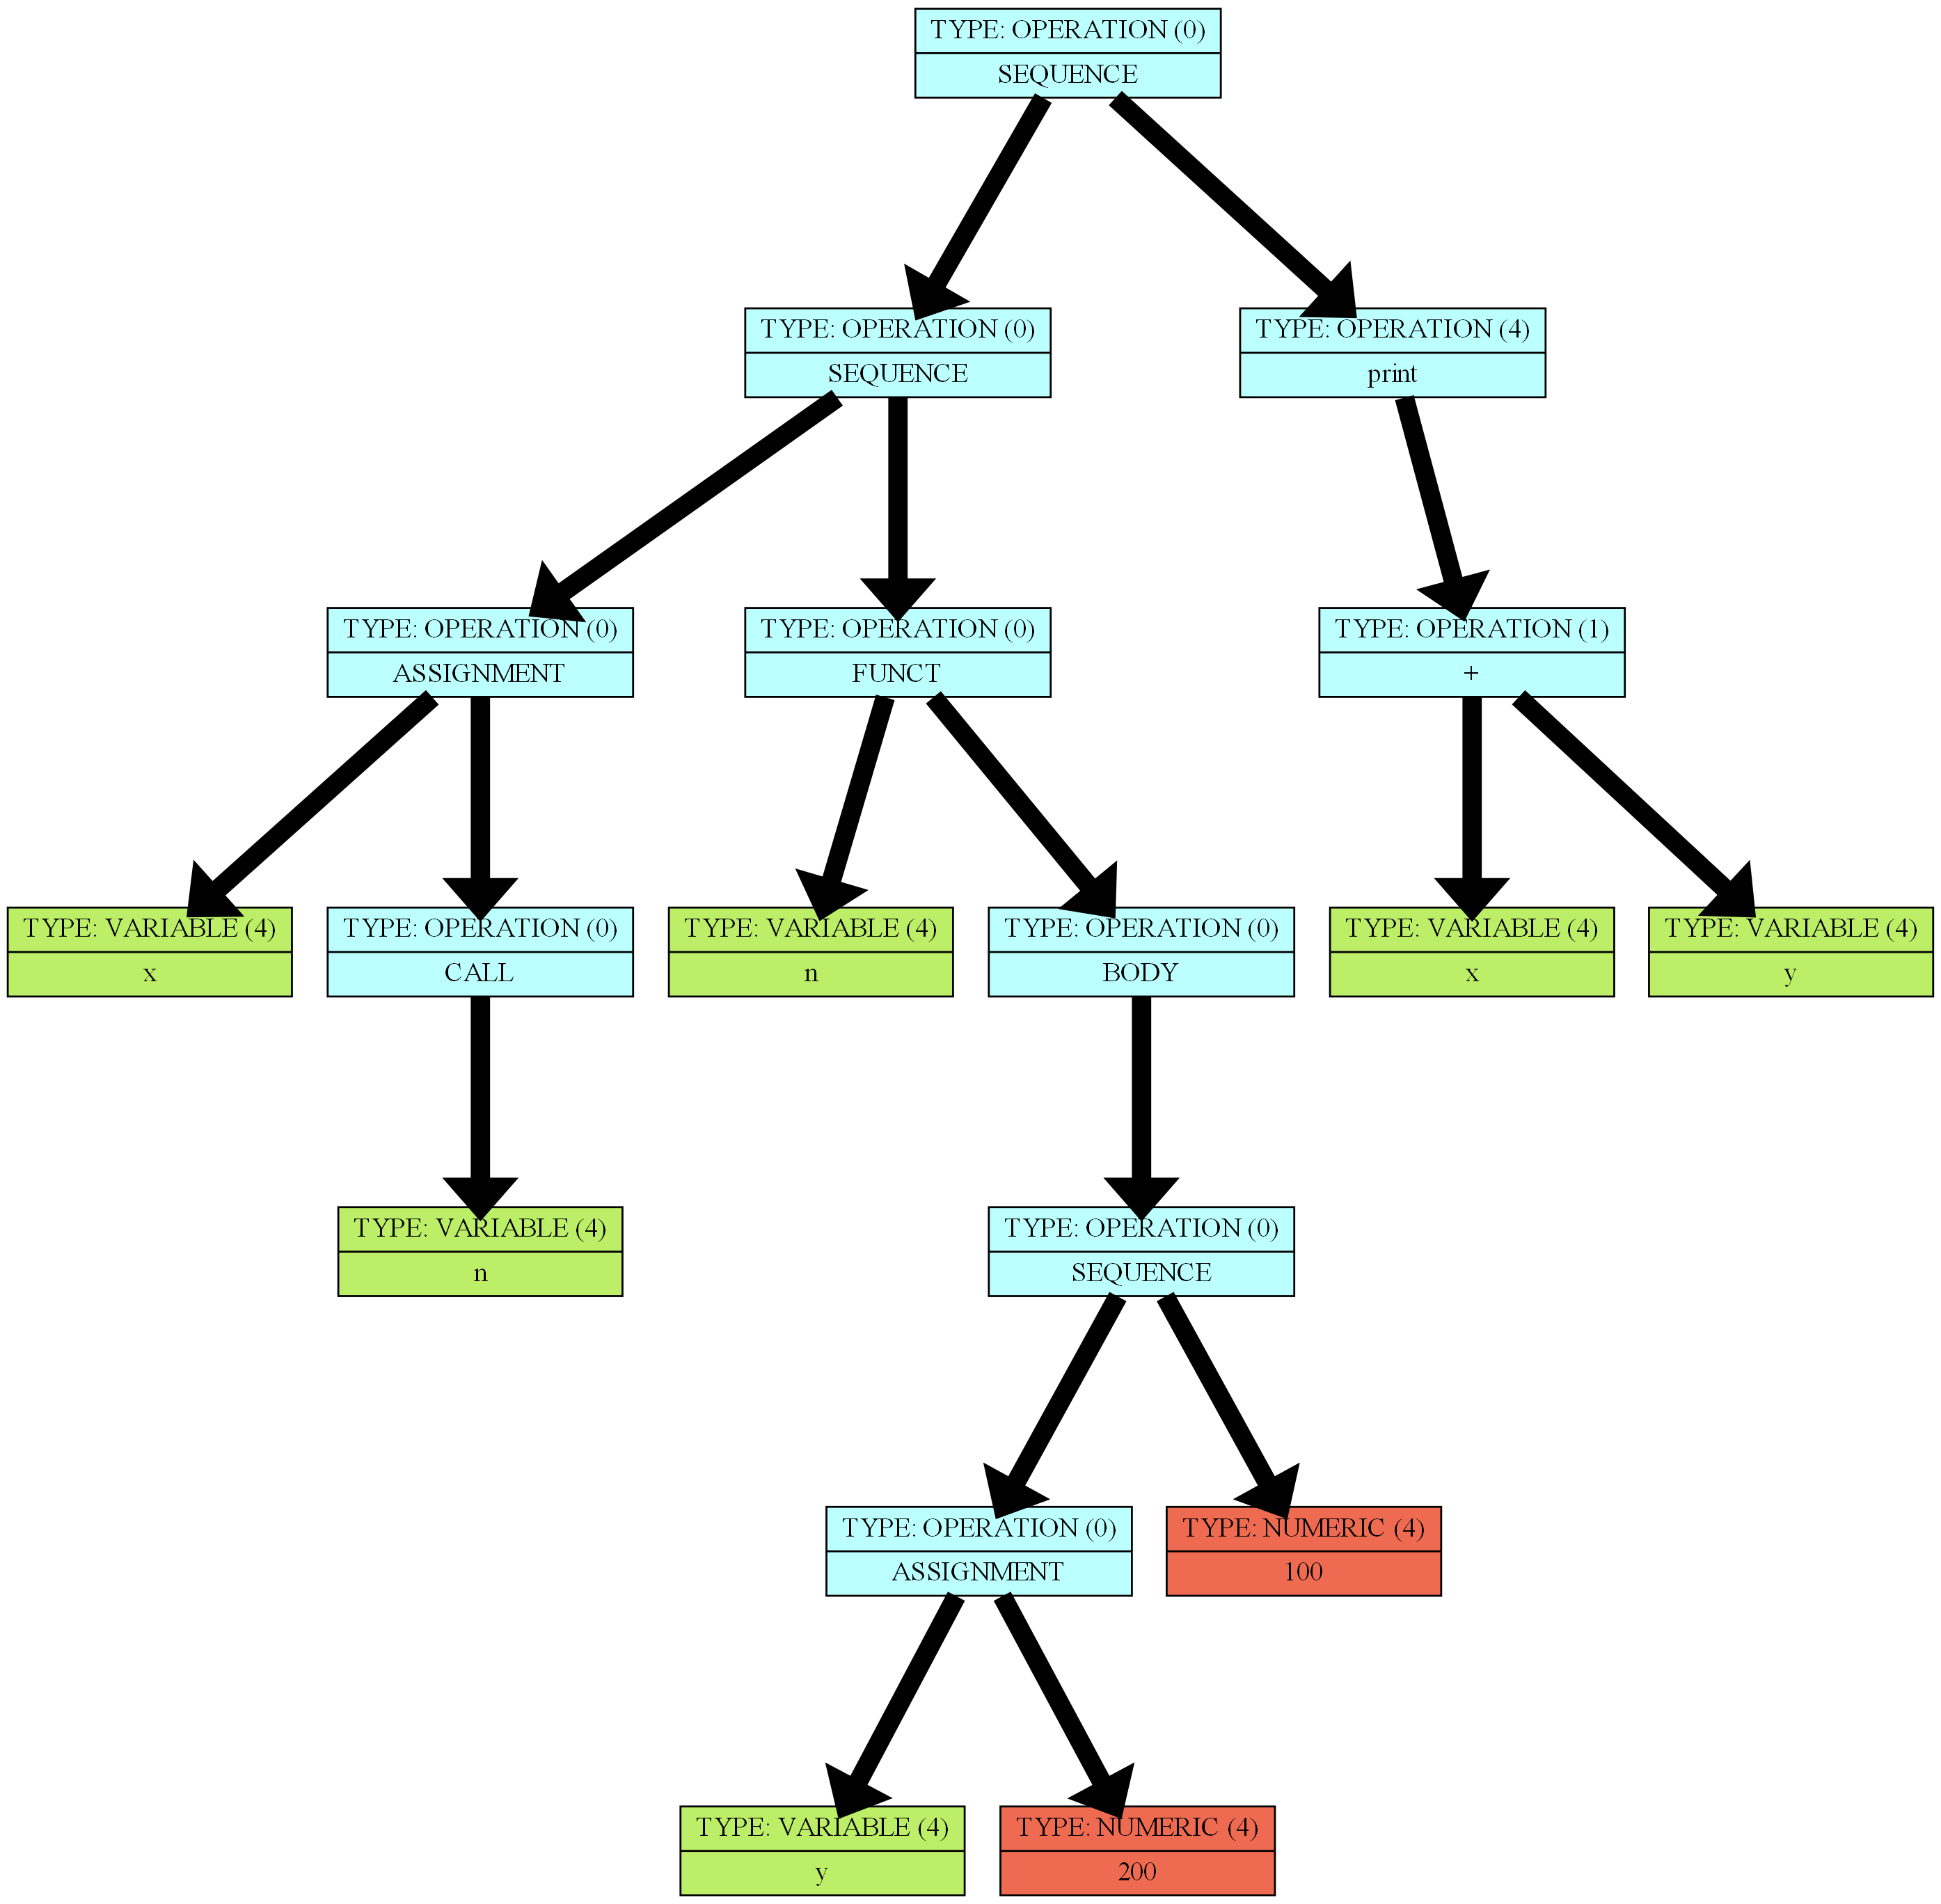 TYPE: OPERATION (0)
SEQUENCE
TYPE: OPERATION (0)
SEQUENCE
TYPE: OPERATION (4)
print
TYPE: OPERATION (0)
ASSIGNMENT
TYPE: OPERATION (0)
FUNCT
TYPE: OPERATION (1)
+
TYPE: VARIABLE (4)
x
TYPE: OPERATION (0)
CALL
TYPE: VARIABLE (4)
n
TYPE: OPERATION (0)
BODY
TYPE: VARIABLE (4)
x
TYPE: VARIABLE (4)
y
TYPE: VARIABLE (4)
n
TYPE: OPERATION (0)
SEQUENCE
TYPE: OPERATION (0)
ASSIGNMENT
TYPE: NUMERIC (4)
100
TYPE: VARIABLE (4)
y
TYPE: NUMERIC (4)
200